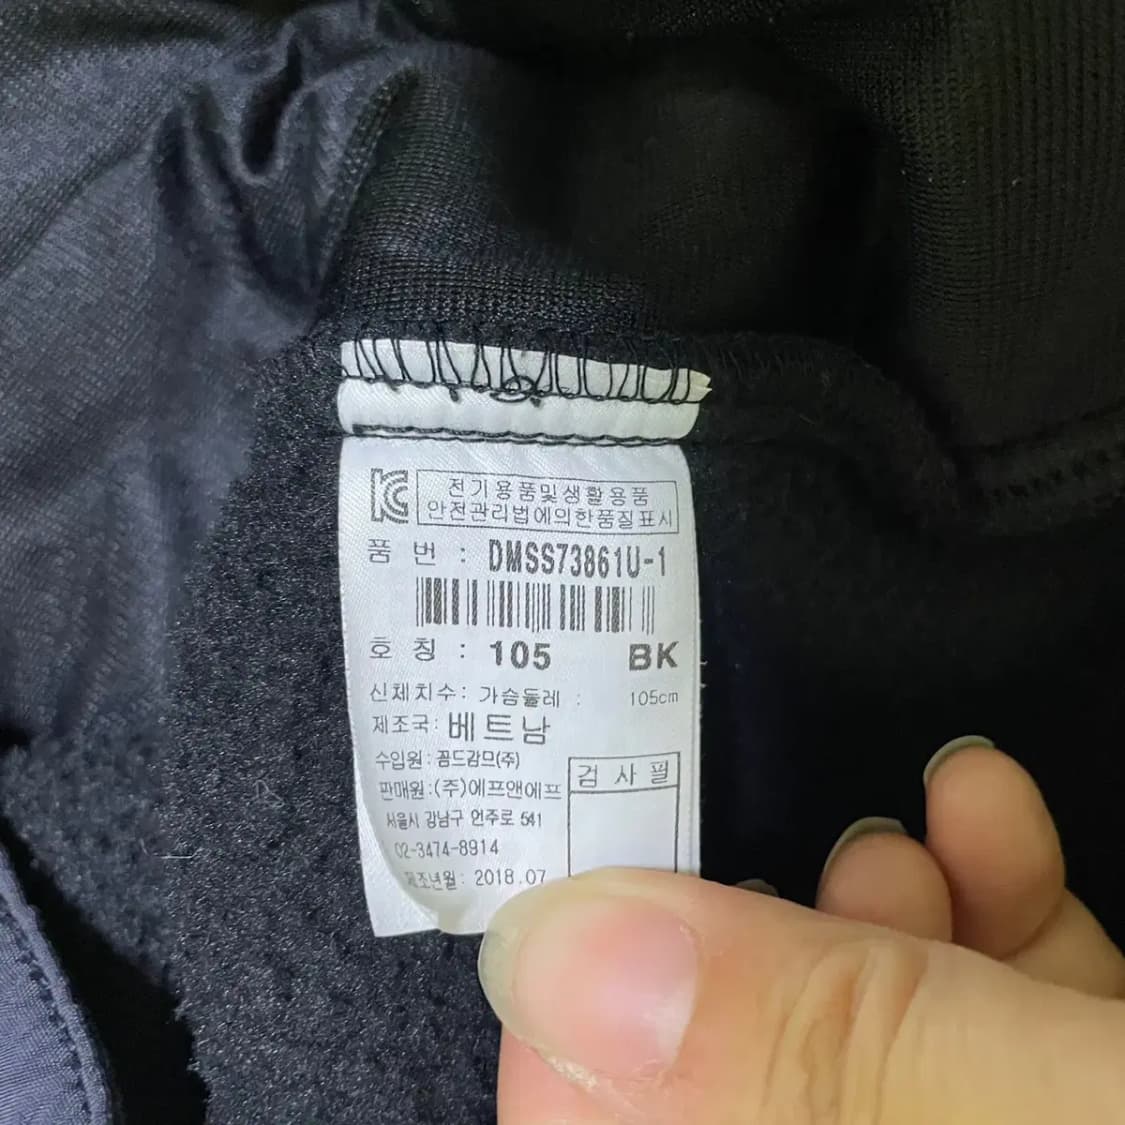 KC 전기용품및생활용품
안전관리법에의한품질표시
품 번 : DMSS73861U-1
호 칭 : 105 BK
신체치수: 가슴둘레 : 105cm
제조국: 베트남
수입원: 꼼드감므(주)
검 사 필
판매원:(주)에프앤에프
서울시 강남구 언주로 541
02-3474-8914
제조년월: 2018.07